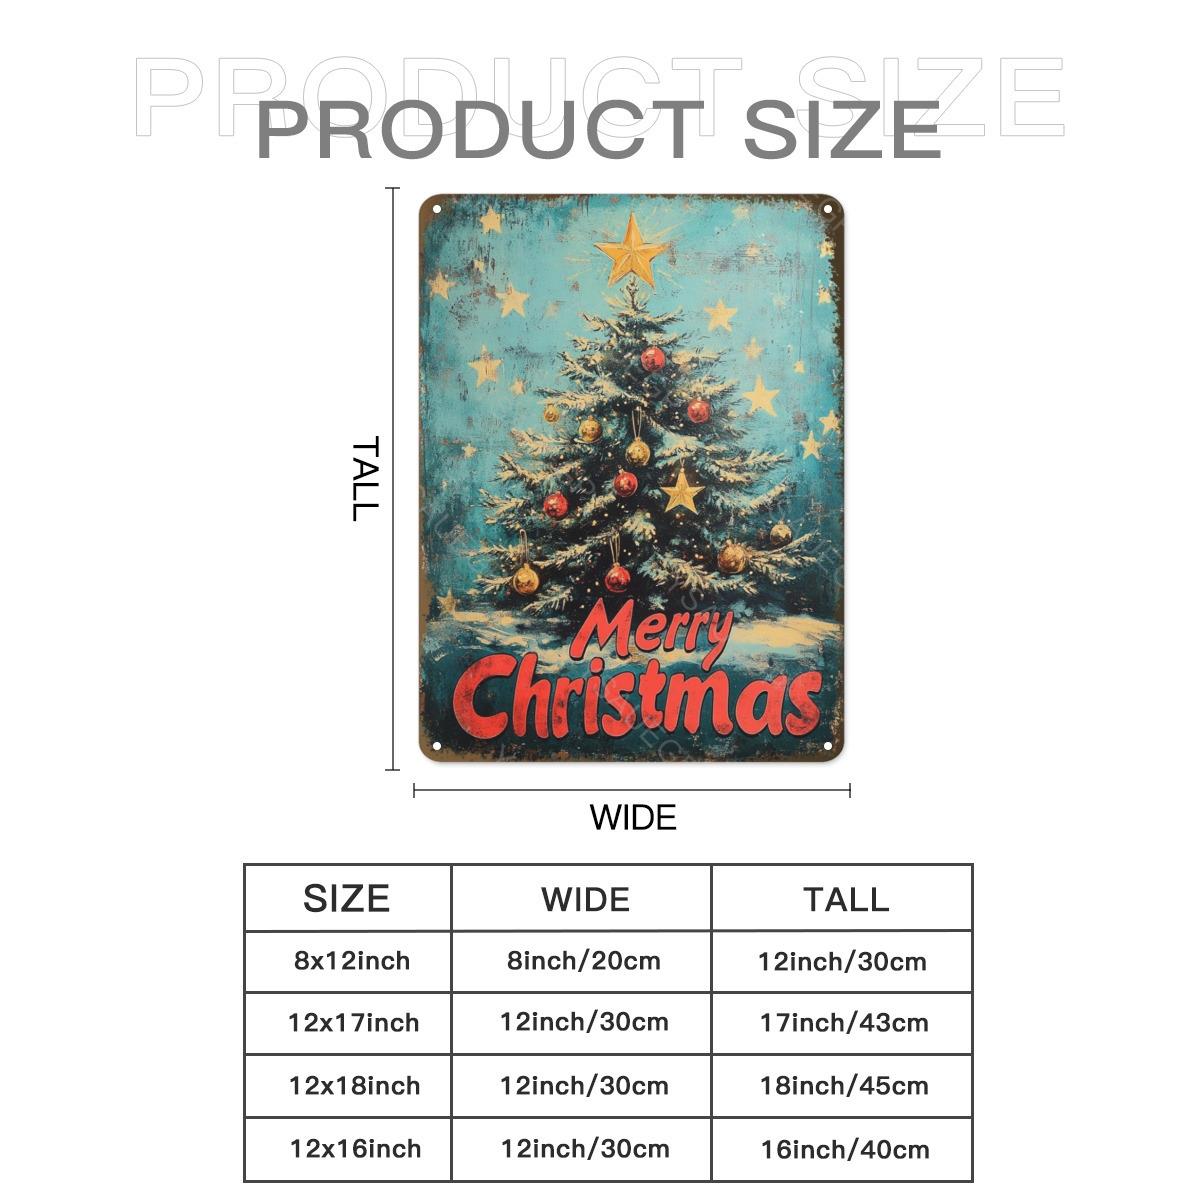 PRODUCT SIZE
PRODUCT SIZE
TALL
Merry
Christmas
WIDE
SIZE WIDE TALL
8x12inch 8inch/20cm 12inch/30cm
12x17inch 12inch/30cm 17inch/43cm
12x18inch 12inch/30cm 18inch/45cm
12x16inch 12inch/30cm 16inch/40cm